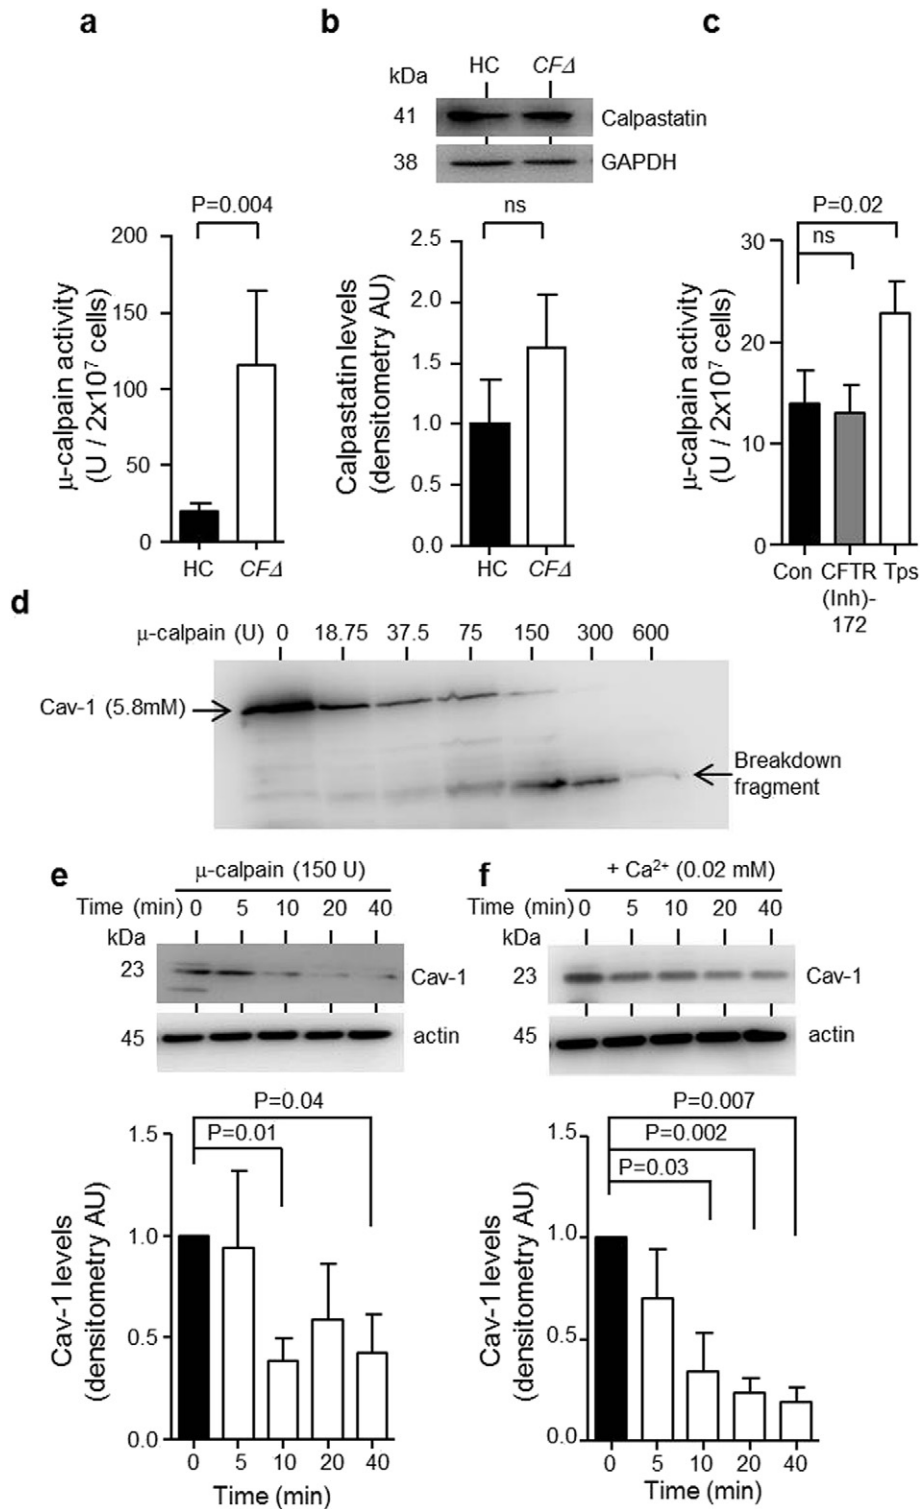 a
μ-calpain activity
(U / 2x10⁷ cells)
P=0.004
200
150
100
50
0
HC CFΔ
b
kDa HC CFΔ
41 Calpastatin
38 GAPDH
Calpastatin levels
(densitometry AU)
ns
2.5
2.0
1.5
1.0
0.5
0.0
HC CFΔ
c
μ-calpain activity
(U / 2x10⁷ cells)
P=0.02
ns
30
20
10
0
Con CFTR Tps
(Inh)-
172
d
μ-calpain (U) 0 18.75 37.5 75 150 300 600
Cav-1 (5.8mM)
Breakdown
fragment
e
μ-calpain (150 U)
Time (min) 0 5 10 20 40
kDa
23 Cav-1
45 actin
Cav-1 levels
(densitometry AU)
P=0.04
P=0.01
1.5
1.0
0.5
0.0
0 5 10 20 40
Time (min)
f
+ Ca²⁺ (0.02 mM)
Time (min) 0 5 10 20 40
kDa
23 Cav-1
45 actin
Cav-1 levels
(densitometry AU)
P=0.007
P=0.002
P=0.03
1.5
1.0
0.5
0.0
0 5 10 20 40
Time (min)